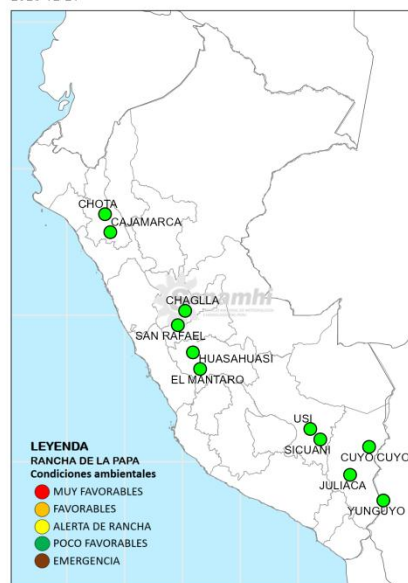 CHOTA
CAJAMARCA
CHAGLLA
Senamhi
SAN RAFAEL
HUASAHUASI
EL MANTARO
USI
SICUANI
CUYO CUYO
JULIACA
YUNGUYO
LEYENDA
RANCHA DE LA PAPA
Condiciones ambientales
MUY FAVORABLES
FAVORABLES
ALERTA DE RANCHA
POCO FAVORABLES
EMERGENCIA